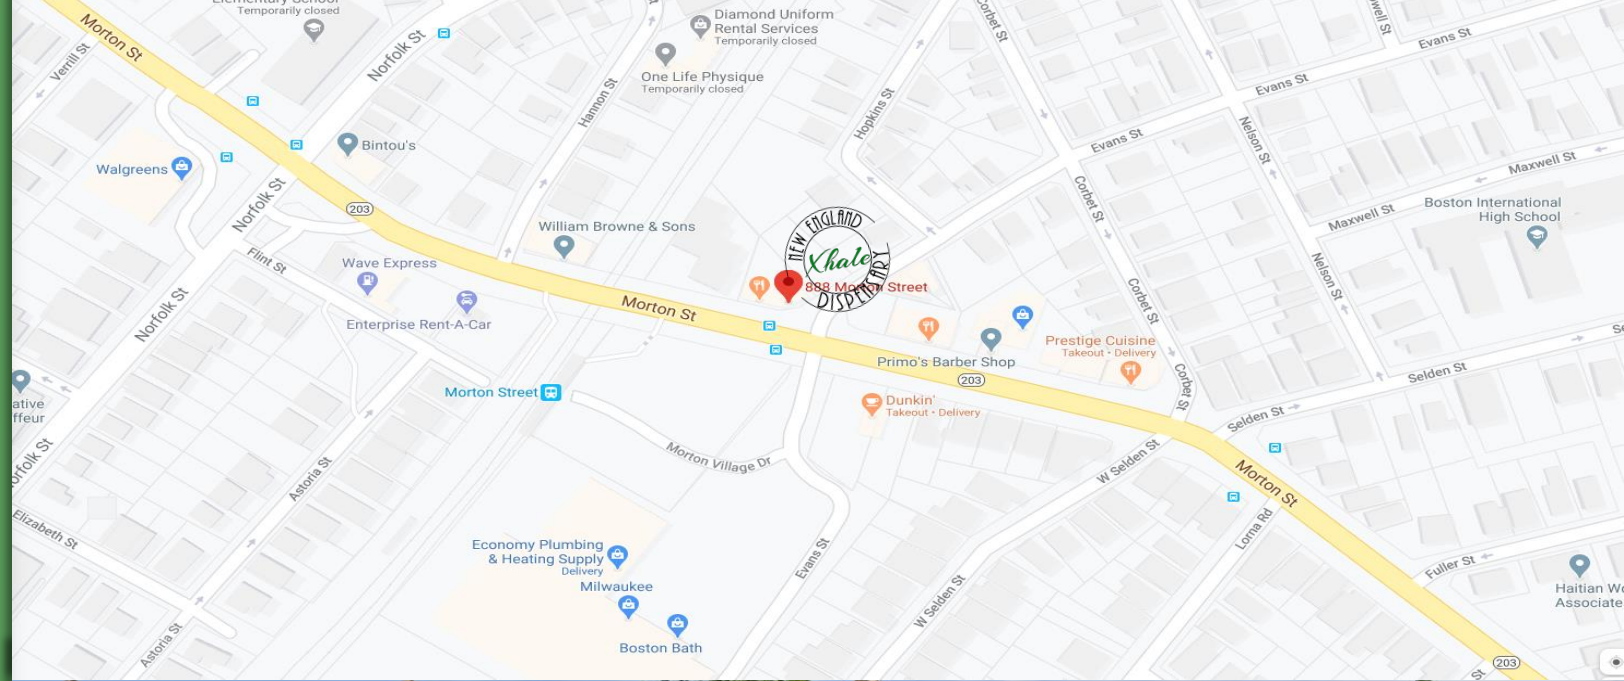 Elementary School
Temporarily closed
Morton St
Verrill St
Norfolk St
Diamond Uniform
Rental Services
Temporarily closed
One Life Physique
Temporarily closed
Corbet St
Evans St
Evans St
Hannon St
Hopkins St
Evans St
Nelson St
Maxwell St
Bintou's
Walgreens
Norfolk St
203
Corbet St
Maxwell St
Boston International
High School
William Browne & Sons
NEW ENGLAND
Xhale
DISPENSARY
888 Morton Street
Flint St
Wave Express
Enterprise Rent-A-Car
Norfolk St
Morton St
Nelson St
Corbet St
Primo's Barber Shop
203
Prestige Cuisine
Takeout • Delivery
Corbet St
Selden St
Morton Street
Dunkin'
Takeout • Delivery
Selden St
Morton Village Dr
W Selden St
Morton St
Astoria St
Elizabeth St
Lorna Rd
Economy Plumbing
& Heating Supply
Delivery
Milwaukee
Boston Bath
Evans St
W Selden St
Fuller St
Haitian
Associate
Astoria St
203
St